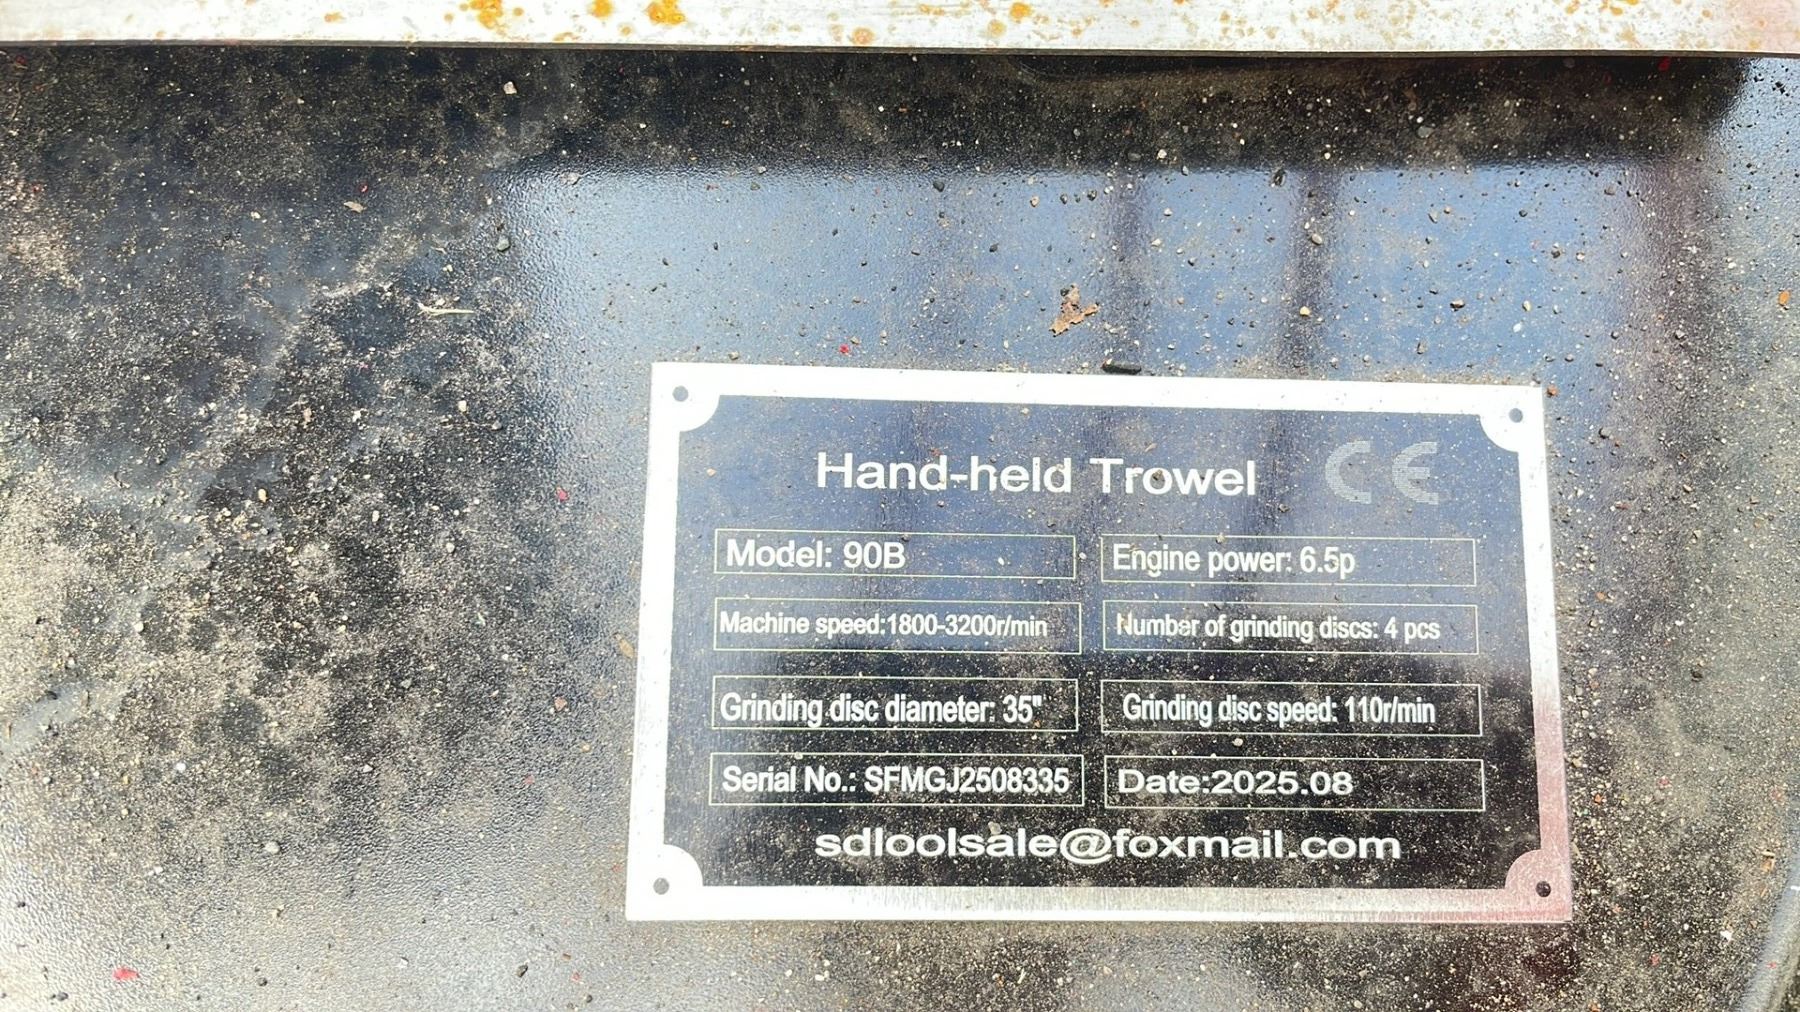 Hand-held Trowel CE
Model: 90B
Engine power: 6.5p
Machine speed:1800-3200r/min
Number of grinding discs: 4 pcs
Grinding disc diameter: 35"
Grinding disc speed: 110r/min
Serial No.: SFMGJ2508335
Date:2025.08
sdloolsale@foxmail.com